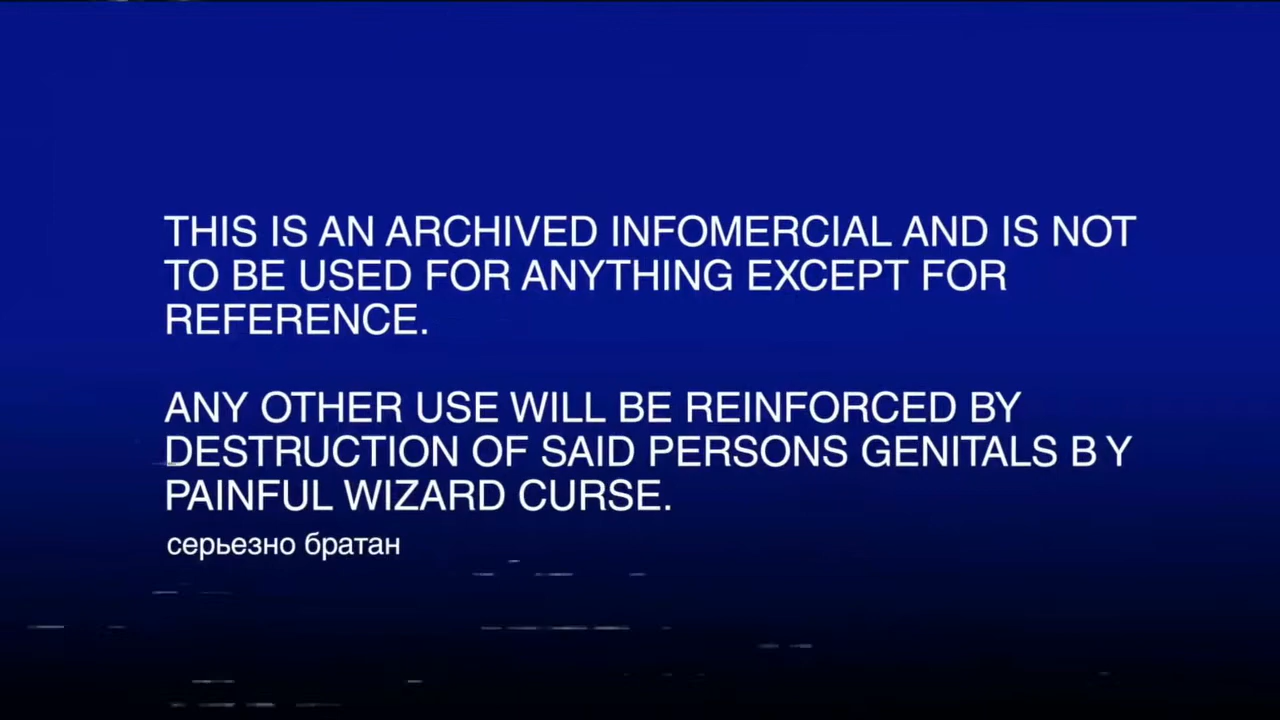 THIS IS AN ARCHIVED INFOMERCIAL AND IS NOT
TO BE USED FOR ANYTHING EXCEPT FOR
REFERENCE.
ANY OTHER USE WILL BE REINFORCED BY
DESTRUCTION OF SAID PERSONS GENITALS B Y
PAINFUL WIZARD CURSE.
серьезно братан